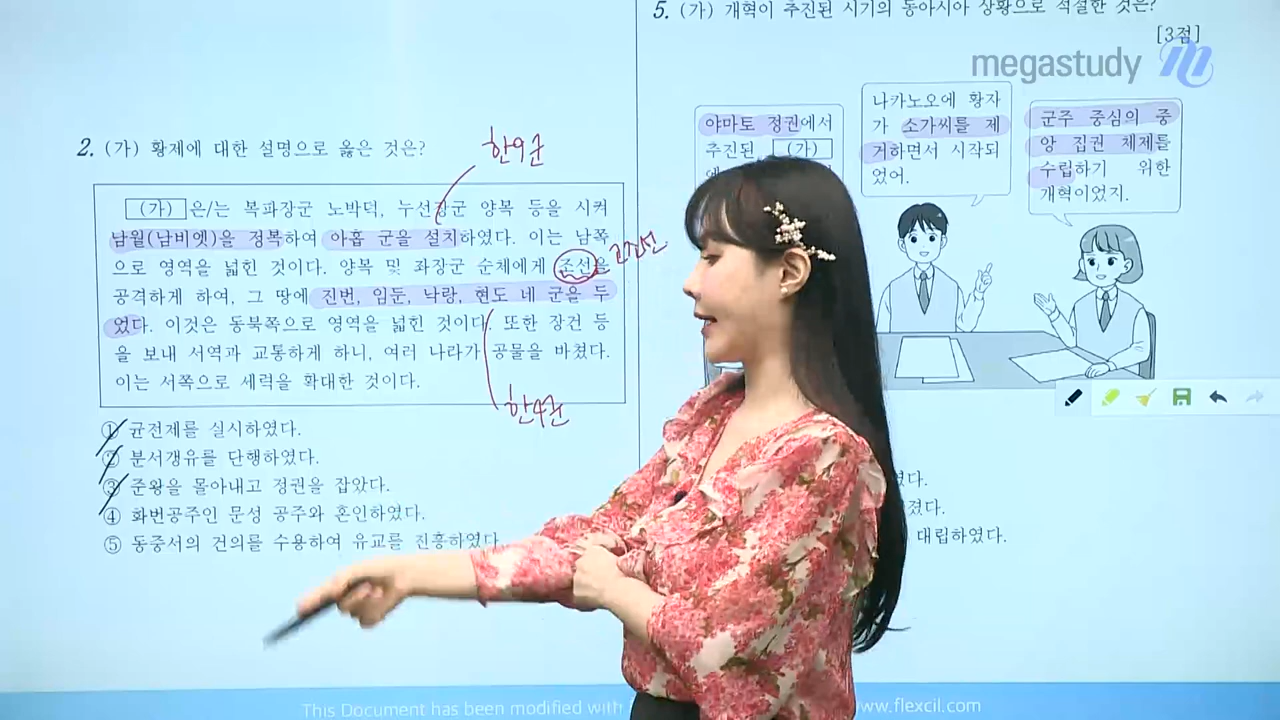 5. (가) 개혁이 추진된 시기의 동아시아 상황으로 적절한 것은?
[3점]
megastudy
2. (가) 황제에 대한 설명으로 옳은 것은?
한9군
(가) 은/는 복파장군 노박덕, 누선장군 양복 등을 시켜
남월(남비엣)을 정복하여 아홉 군을 설치하였다. 이는 남쪽
으로 영역을 넓힌 것이다. 양복 및 좌장군 순체에게 조선을
고조선
공격하게 하여, 그 땅에 진번, 임둔, 낙랑, 현도 네 군을 두
었다. 이것은 동북쪽으로 영역을 넓힌 것이다. 또한 장건 등
을 보내 서역과 교통하게 하니, 여러 나라가 공물을 바쳤다.
이는 서쪽으로 세력을 확대한 것이다.
한4군
① 균전제를 실시하였다.
② 분서갱유를 단행하였다.
③ 준왕을 몰아내고 정권을 잡았다.
④ 화번공주인 문성 공주와 혼인하였다.
⑤ 동중서의 건의를 수용하여 유교를 진흥하였다
야마토 정권에서
추진된 (가)
나카노오에 황자
가 소가씨를 제
거하면서 시작되
었어.
군주 중심의 중
앙 집권 체제를
수립하기 위한
개혁이었지.
였다.
졌다.
대립하였다.
This Document has been modified with
www.flexcil.com